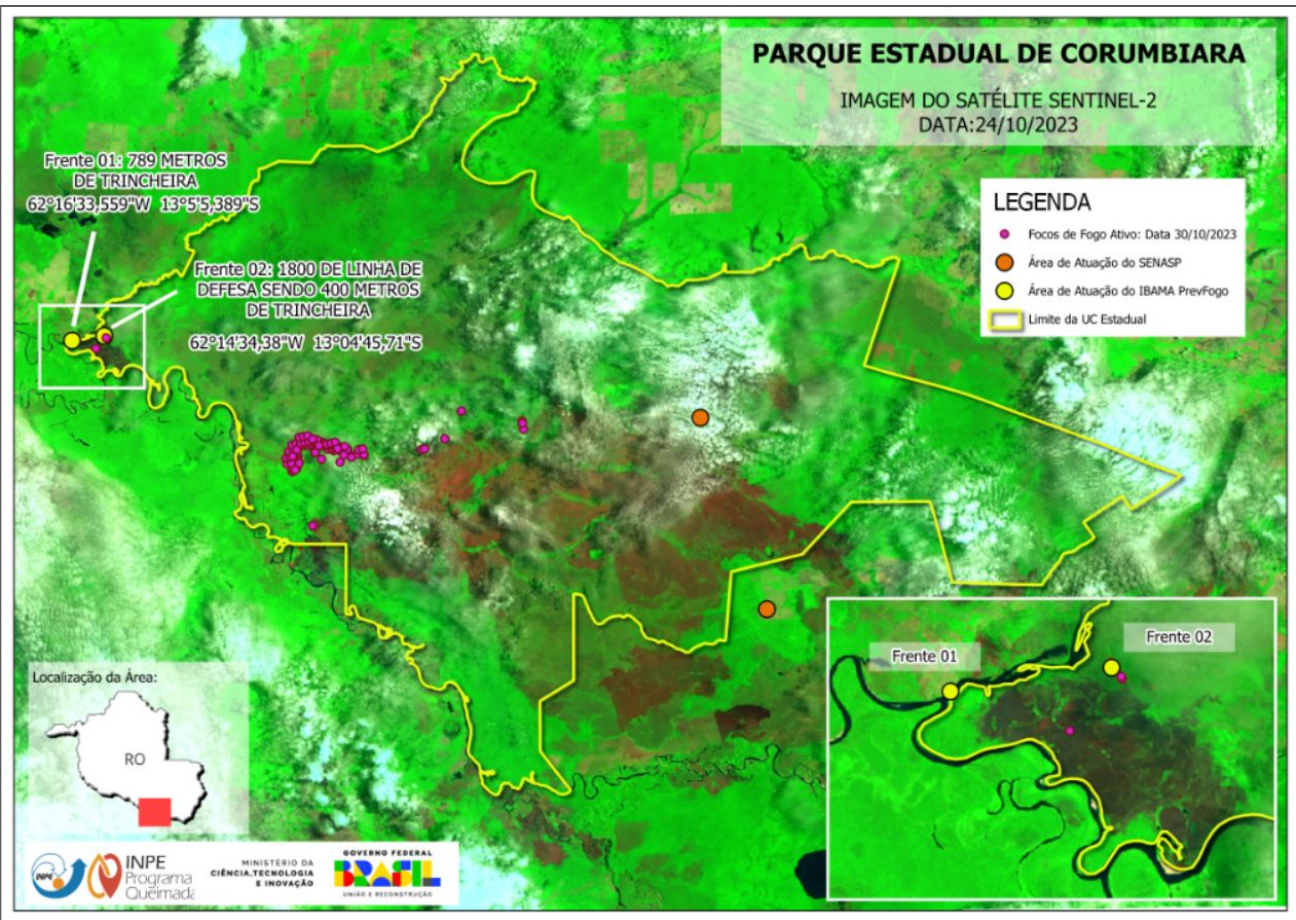 PARQUE ESTADUAL DE CORUMBIARA
IMAGEM DO SATÉLITE SENTINEL-2
DATA:24/10/2023
Frente 01: 789 METROS
DE TRINCHEIRA
62°16'33,559"W 13°5'5,389"S
Frente 02: 1800 DE LINHA DE
DEFESA SENDO 400 METROS
DE TRINCHEIRA
62°14'34,38"W 13°04'45,71"S
LEGENDA
Focos de Fogo Ativo: Data 30/10/2023
Área de Atuação do SENASP
Área de Atuação do IBAMA PrevFogo
Limite da UC Estadual
Frente 01
Frente 02
Localização da Área:
RO
INPE
INPE
Programa
Queimada
MINISTÉRIO DA
CIÊNCIA,TECNOLOGIA
E INOVAÇÃO
GOVERNO FEDERAL
BRASIL
UNIÃO E RECONSTRUÇÃO